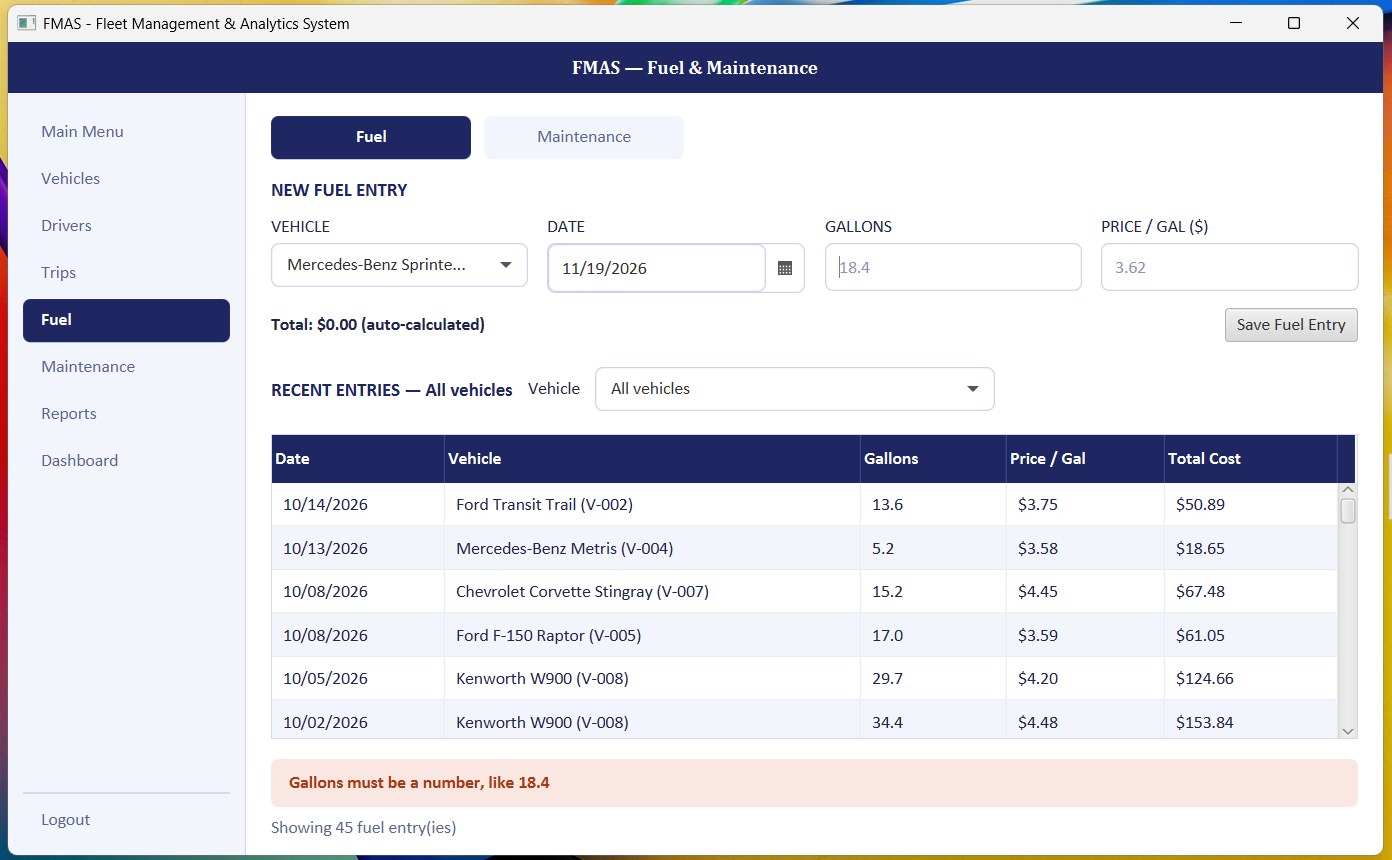 FMAS - Fleet Management & Analytics System
FMAS — Fuel & Maintenance
Main Menu
Vehicles
Drivers
Trips
Fuel
Maintenance
Reports
Dashboard
Logout
Fuel Maintenance
NEW FUEL ENTRY
VEHICLE DATE GALLONS PRICE / GAL ($)
Mercedes-Benz Sprinte... 11/19/2026 18.4 3.62
Total: $0.00 (auto-calculated) Save Fuel Entry
RECENT ENTRIES — All vehicles Vehicle All vehicles
Date Vehicle Gallons Price / Gal Total Cost
10/14/2026 Ford Transit Trail (V-002) 13.6 $3.75 $50.89
10/13/2026 Mercedes-Benz Metris (V-004) 5.2 $3.58 $18.65
10/08/2026 Chevrolet Corvette Stingray (V-007) 15.2 $4.45 $67.48
10/08/2026 Ford F-150 Raptor (V-005) 17.0 $3.59 $61.05
10/05/2026 Kenworth W900 (V-008) 29.7 $4.20 $124.66
10/02/2026 Kenworth W900 (V-008) 34.4 $4.48 $153.84
Gallons must be a number, like 18.4
Showing 45 fuel entry(ies)